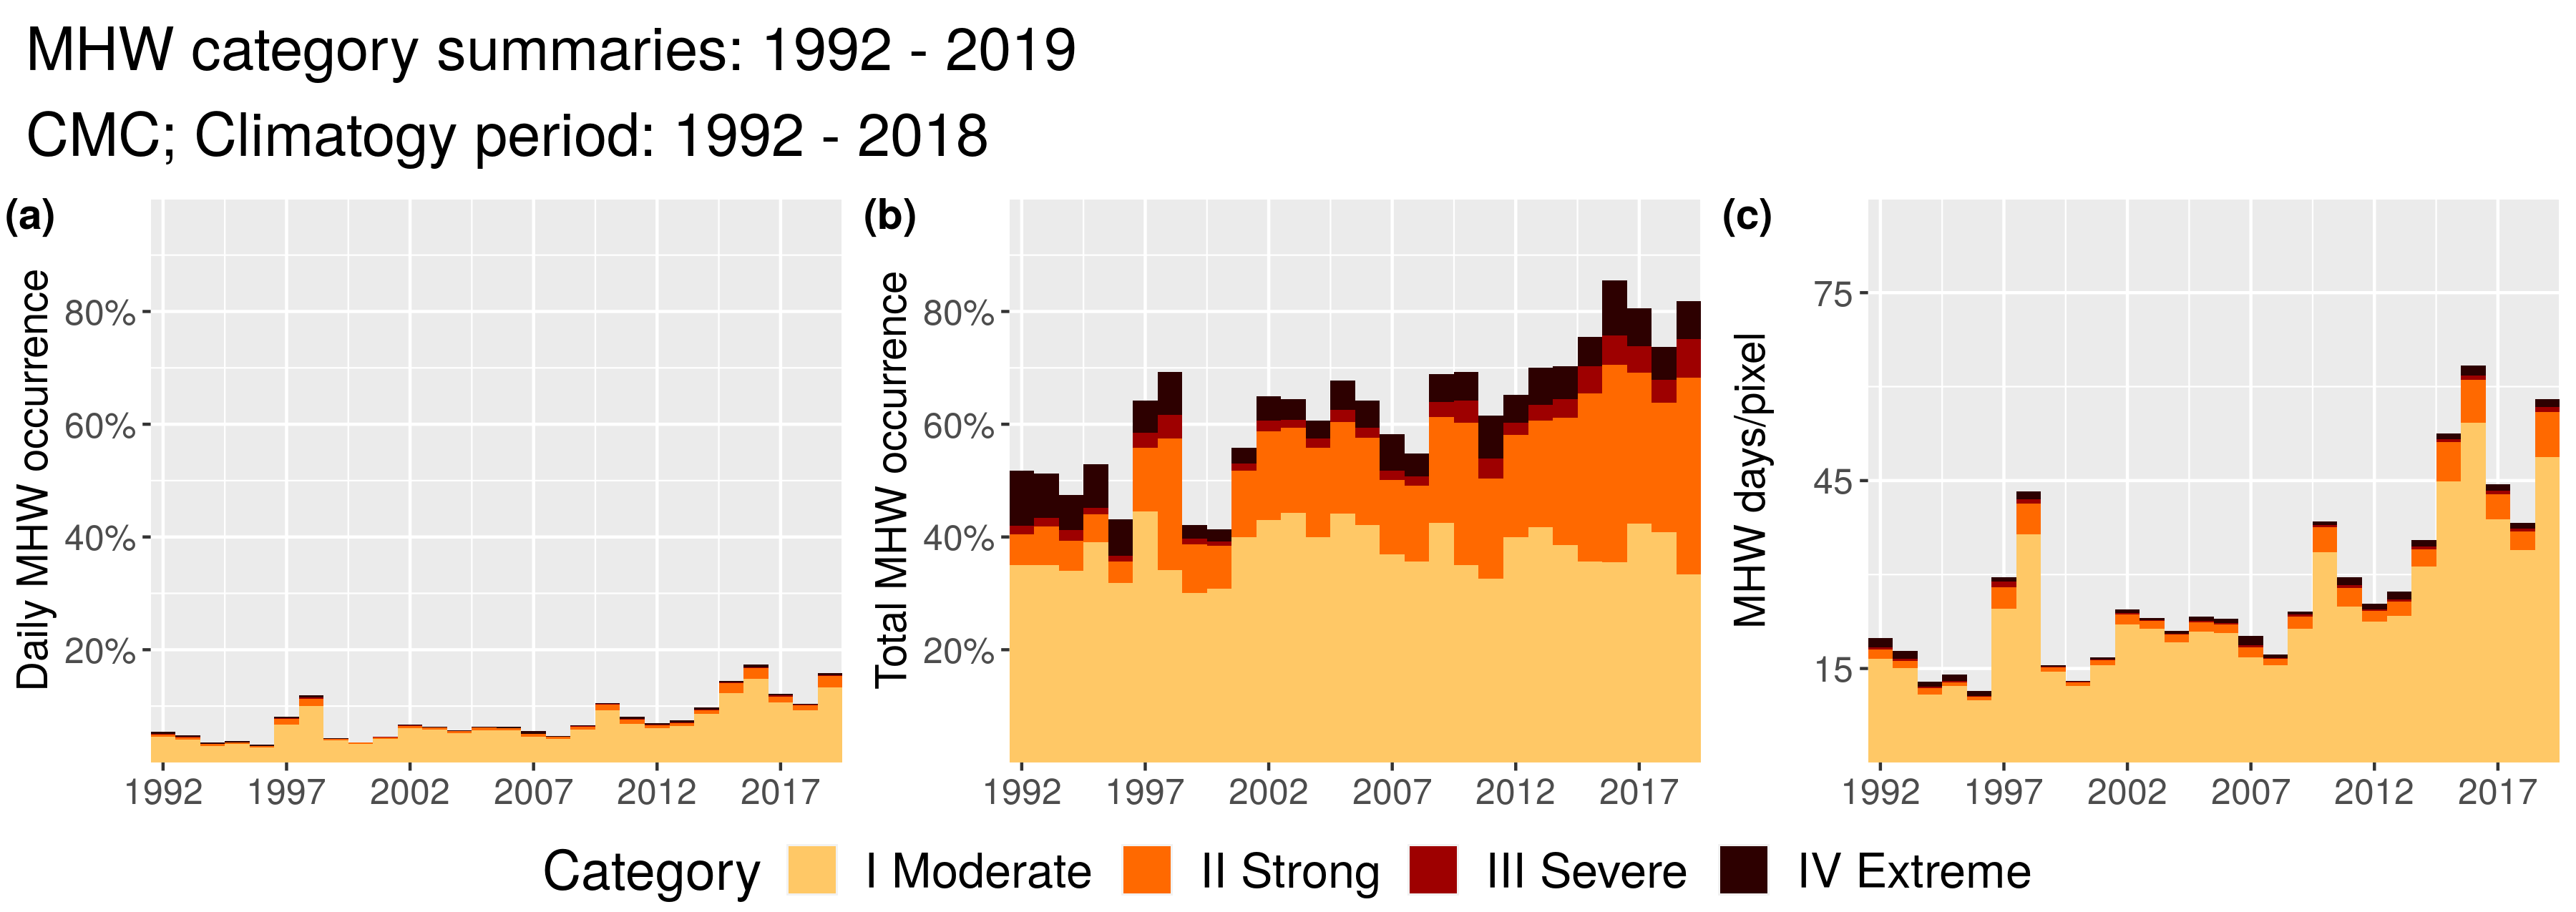 MHW category summaries: 1992 - 2019
CMC; Climatogy period: 1992 - 2018
(a)
Daily MHW occurrence
80%
60%
40%
20%
1992 1997 2002 2007 2012 2017
(b)
Total MHW occurrence
80%
60%
40%
20%
1992 1997 2002 2007 2012 2017
(c)
MHW days/pixel
75
45
15
1992 1997 2002 2007 2012 2017
Category I Moderate II Strong III Severe IV Extreme